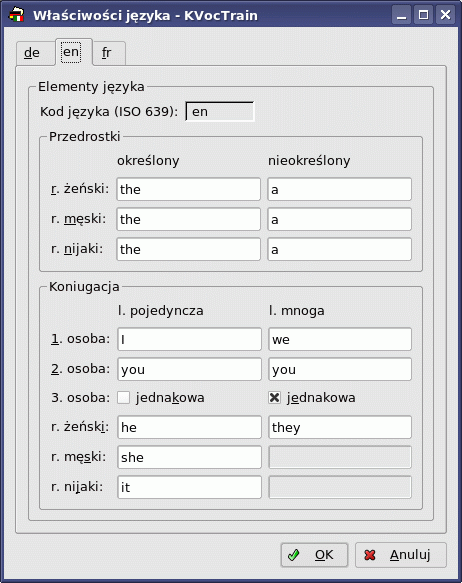 Właściwości języka - KVocTrain
de en fr
Elementy języka
Kod języka (ISO 639): en
Przedrostki
określony nieokreślony
r. żeński: the a
r. męski: the a
r. nijaki: the a
Koniugacja
l. pojedyncza l. mnoga
1. osoba: I we
2. osoba: you you
3. osoba: jednakowa jednakowa
r. żeński: he they
r. męski: she
r. nijaki: it
OK Anuluj